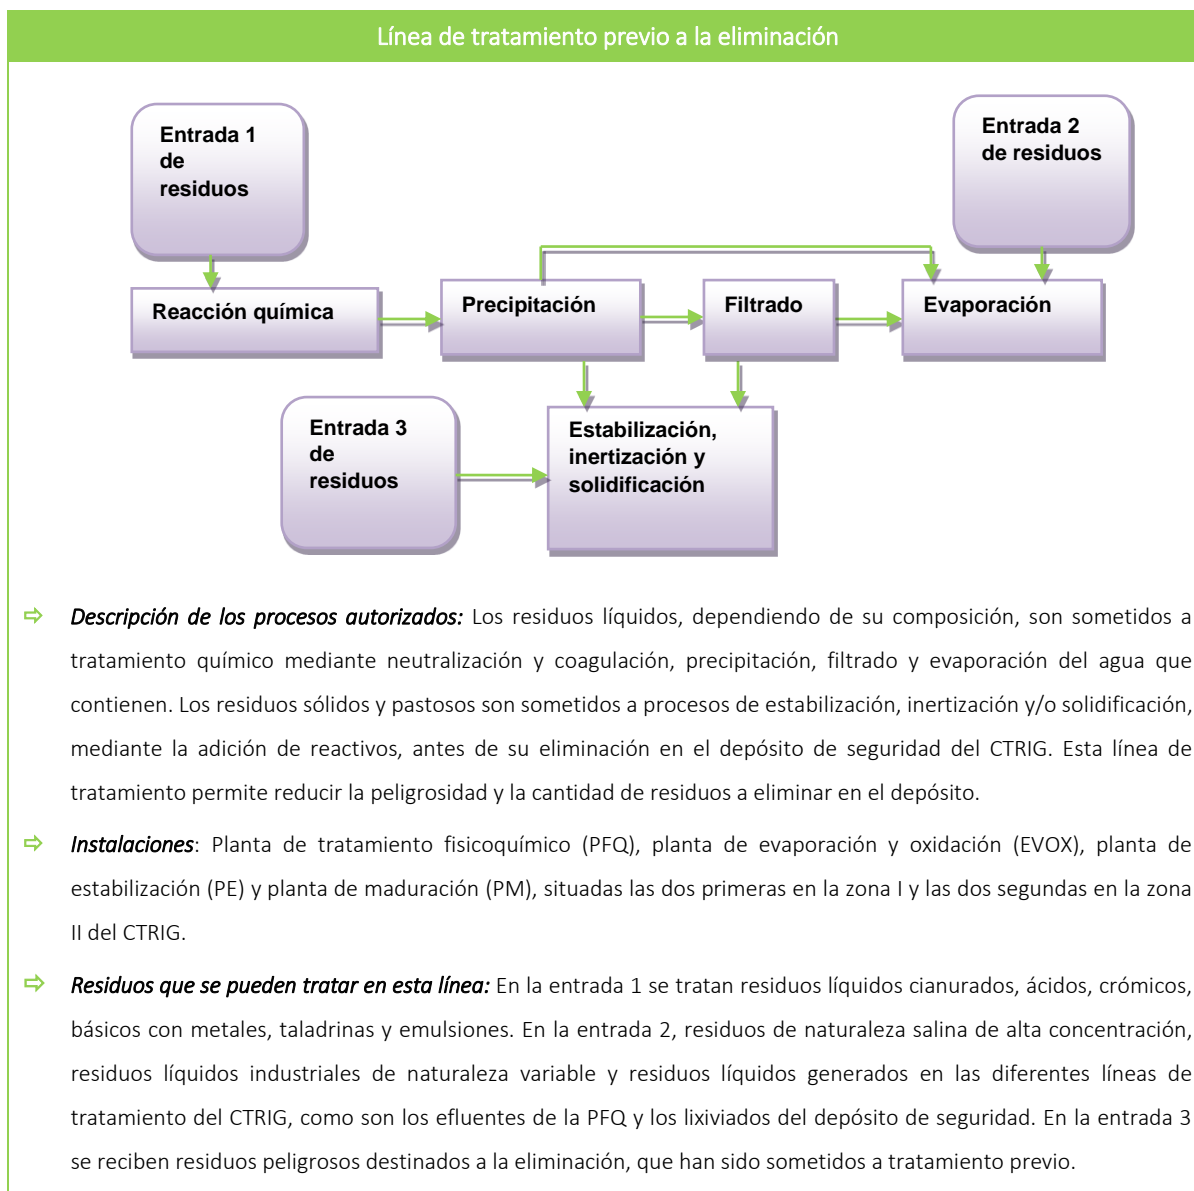 Línea de tratamiento previo a la eliminación
Entrada 1
de
residuos
Entrada 2
de residuos
Reacción química
Precipitación
Filtrado
Evaporación
Entrada 3
de
residuos
Estabilización,
inertización y
solidificación
Descripción de los procesos autorizados: Los residuos líquidos, dependiendo de su composición, son sometidos a
tratamiento químico mediante neutralización y coagulación, precipitación, filtrado y evaporación del agua que
contienen. Los residuos sólidos y pastosos son sometidos a procesos de estabilización, inertización y/o solidificación,
mediante la adición de reactivos, antes de su eliminación en el depósito de seguridad del CTRIG. Esta línea de
tratamiento permite reducir la peligrosidad y la cantidad de residuos a eliminar en el depósito.
Instalaciones: Planta de tratamiento fisicoquímico (PFQ), planta de evaporación y oxidación (EVOX), planta de
estabilización (PE) y planta de maduración (PM), situadas las dos primeras en la zona I y las dos segundas en la zona
II del CTRIG.
Residuos que se pueden tratar en esta línea: En la entrada 1 se tratan residuos líquidos cianurados, ácidos, crómicos,
básicos con metales, taladrinas y emulsiones. En la entrada 2, residuos de naturaleza salina de alta concentración,
residuos líquidos industriales de naturaleza variable y residuos líquidos generados en las diferentes líneas de
tratamiento del CTRIG, como son los efluentes de la PFQ y los lixiviados del depósito de seguridad. En la entrada 3
se reciben residuos peligrosos destinados a la eliminación, que han sido sometidos a tratamiento previo.